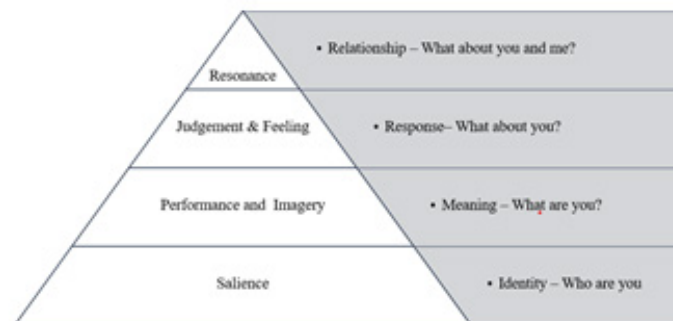 • Relationship – What about you and me?
Resonance
Judgement & Feeling
• Response– What about you?
Performance and Imagery
• Meaning – What are you?
Salience
• Identity – Who are you